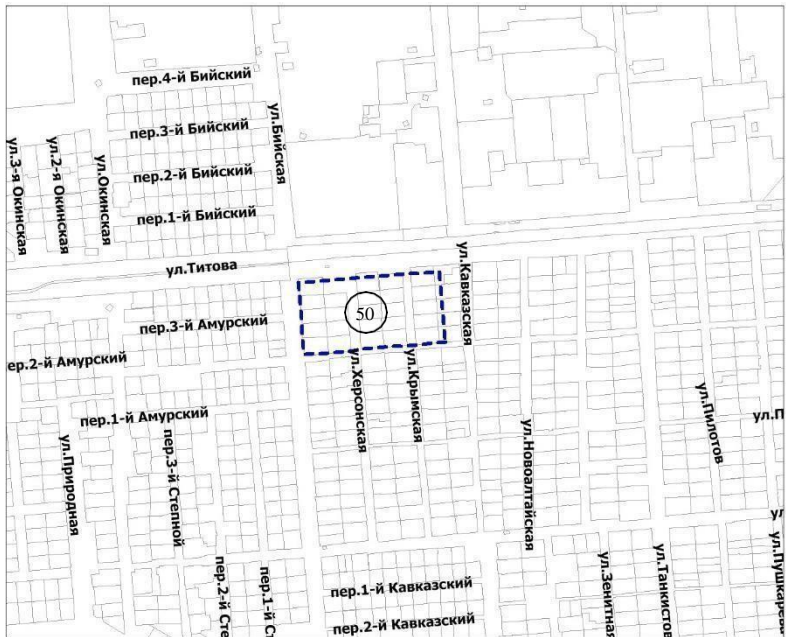 пер.4-й Бийский
пер.3-й Бийский
ул.Бийская
ул.3-я Окинская
ул.2-я Окинская
ул.Окинская
пер.2-й Бийский
пер.1-й Бийский
ул.Титова
ул.Кавказская
50
пер.3-й Амурский
ер.2-й Амурский
ул.Херсонская
ул.Крымская
пер.1-й Амурский
ул.Пилотов
ул.П
ул.Природная
пер.3-й Степной
ул.Новоалтайская
ул
пер.2-й Сте
пер.1-й С
пер.1-й Кавказский
пер.2-й Кавказский
ул.Зенитная
ул.Танкистов
ул.Пушкарева